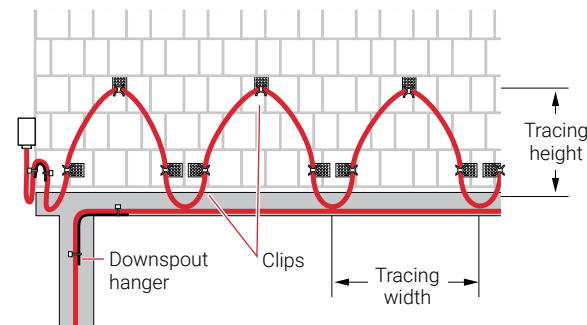 Tracing
height
Downspout
hanger
Clips
Tracing
width